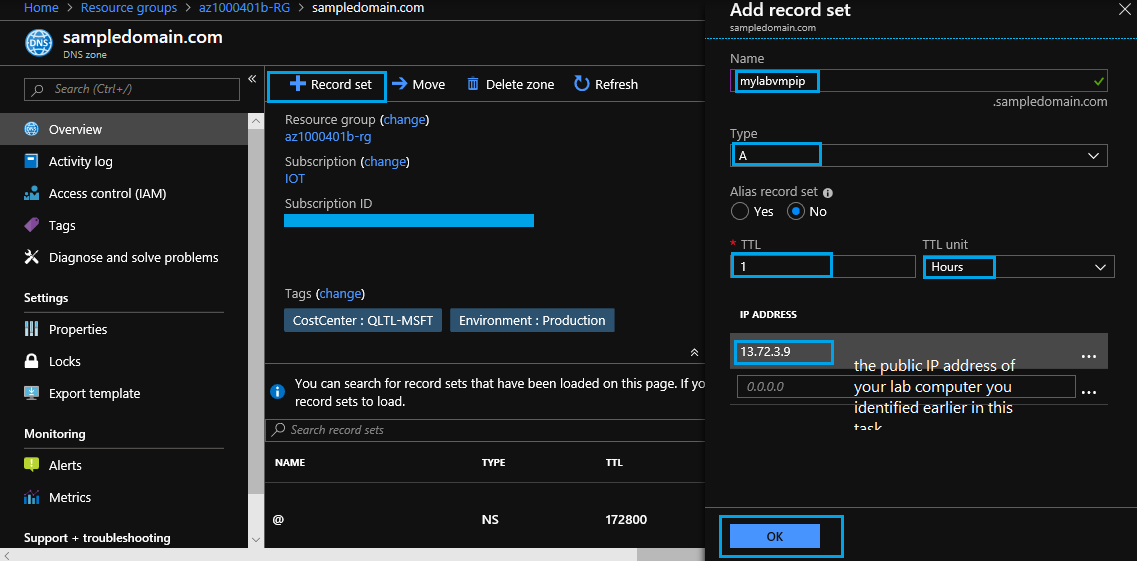 Home > Resource groups > az1000401b-RG > sampledomain.com
DNS
sampledomain.com
DNS zone
Search (Ctrl+/)
Overview
Activity log
Access control (IAM)
Tags
Diagnose and solve problems
Settings
Properties
Locks
Export template
Monitoring
Alerts
Metrics
Support + troubleshooting
Record set
Move
Delete zone
Refresh
Resource group (change)
az1000401b-rg
Subscription (change)
IOT
Subscription ID
Tags (change)
CostCenter : QLTL-MSFT
Environment : Production
You can search for record sets that have been loaded on this page. If yo
record sets to load.
Search record sets
NAME TYPE TTL
@ NS 172800
Add record set
sampledomain.com
Name
mylabvmpip
.sampledomain.com
Type
A
Alias record set
Yes No
* TTL TTL unit
1 Hours
IP ADDRESS
13.72.3.9
0.0.0.0
the public IP address of
your lab computer you
identified earlier in this
task
OK